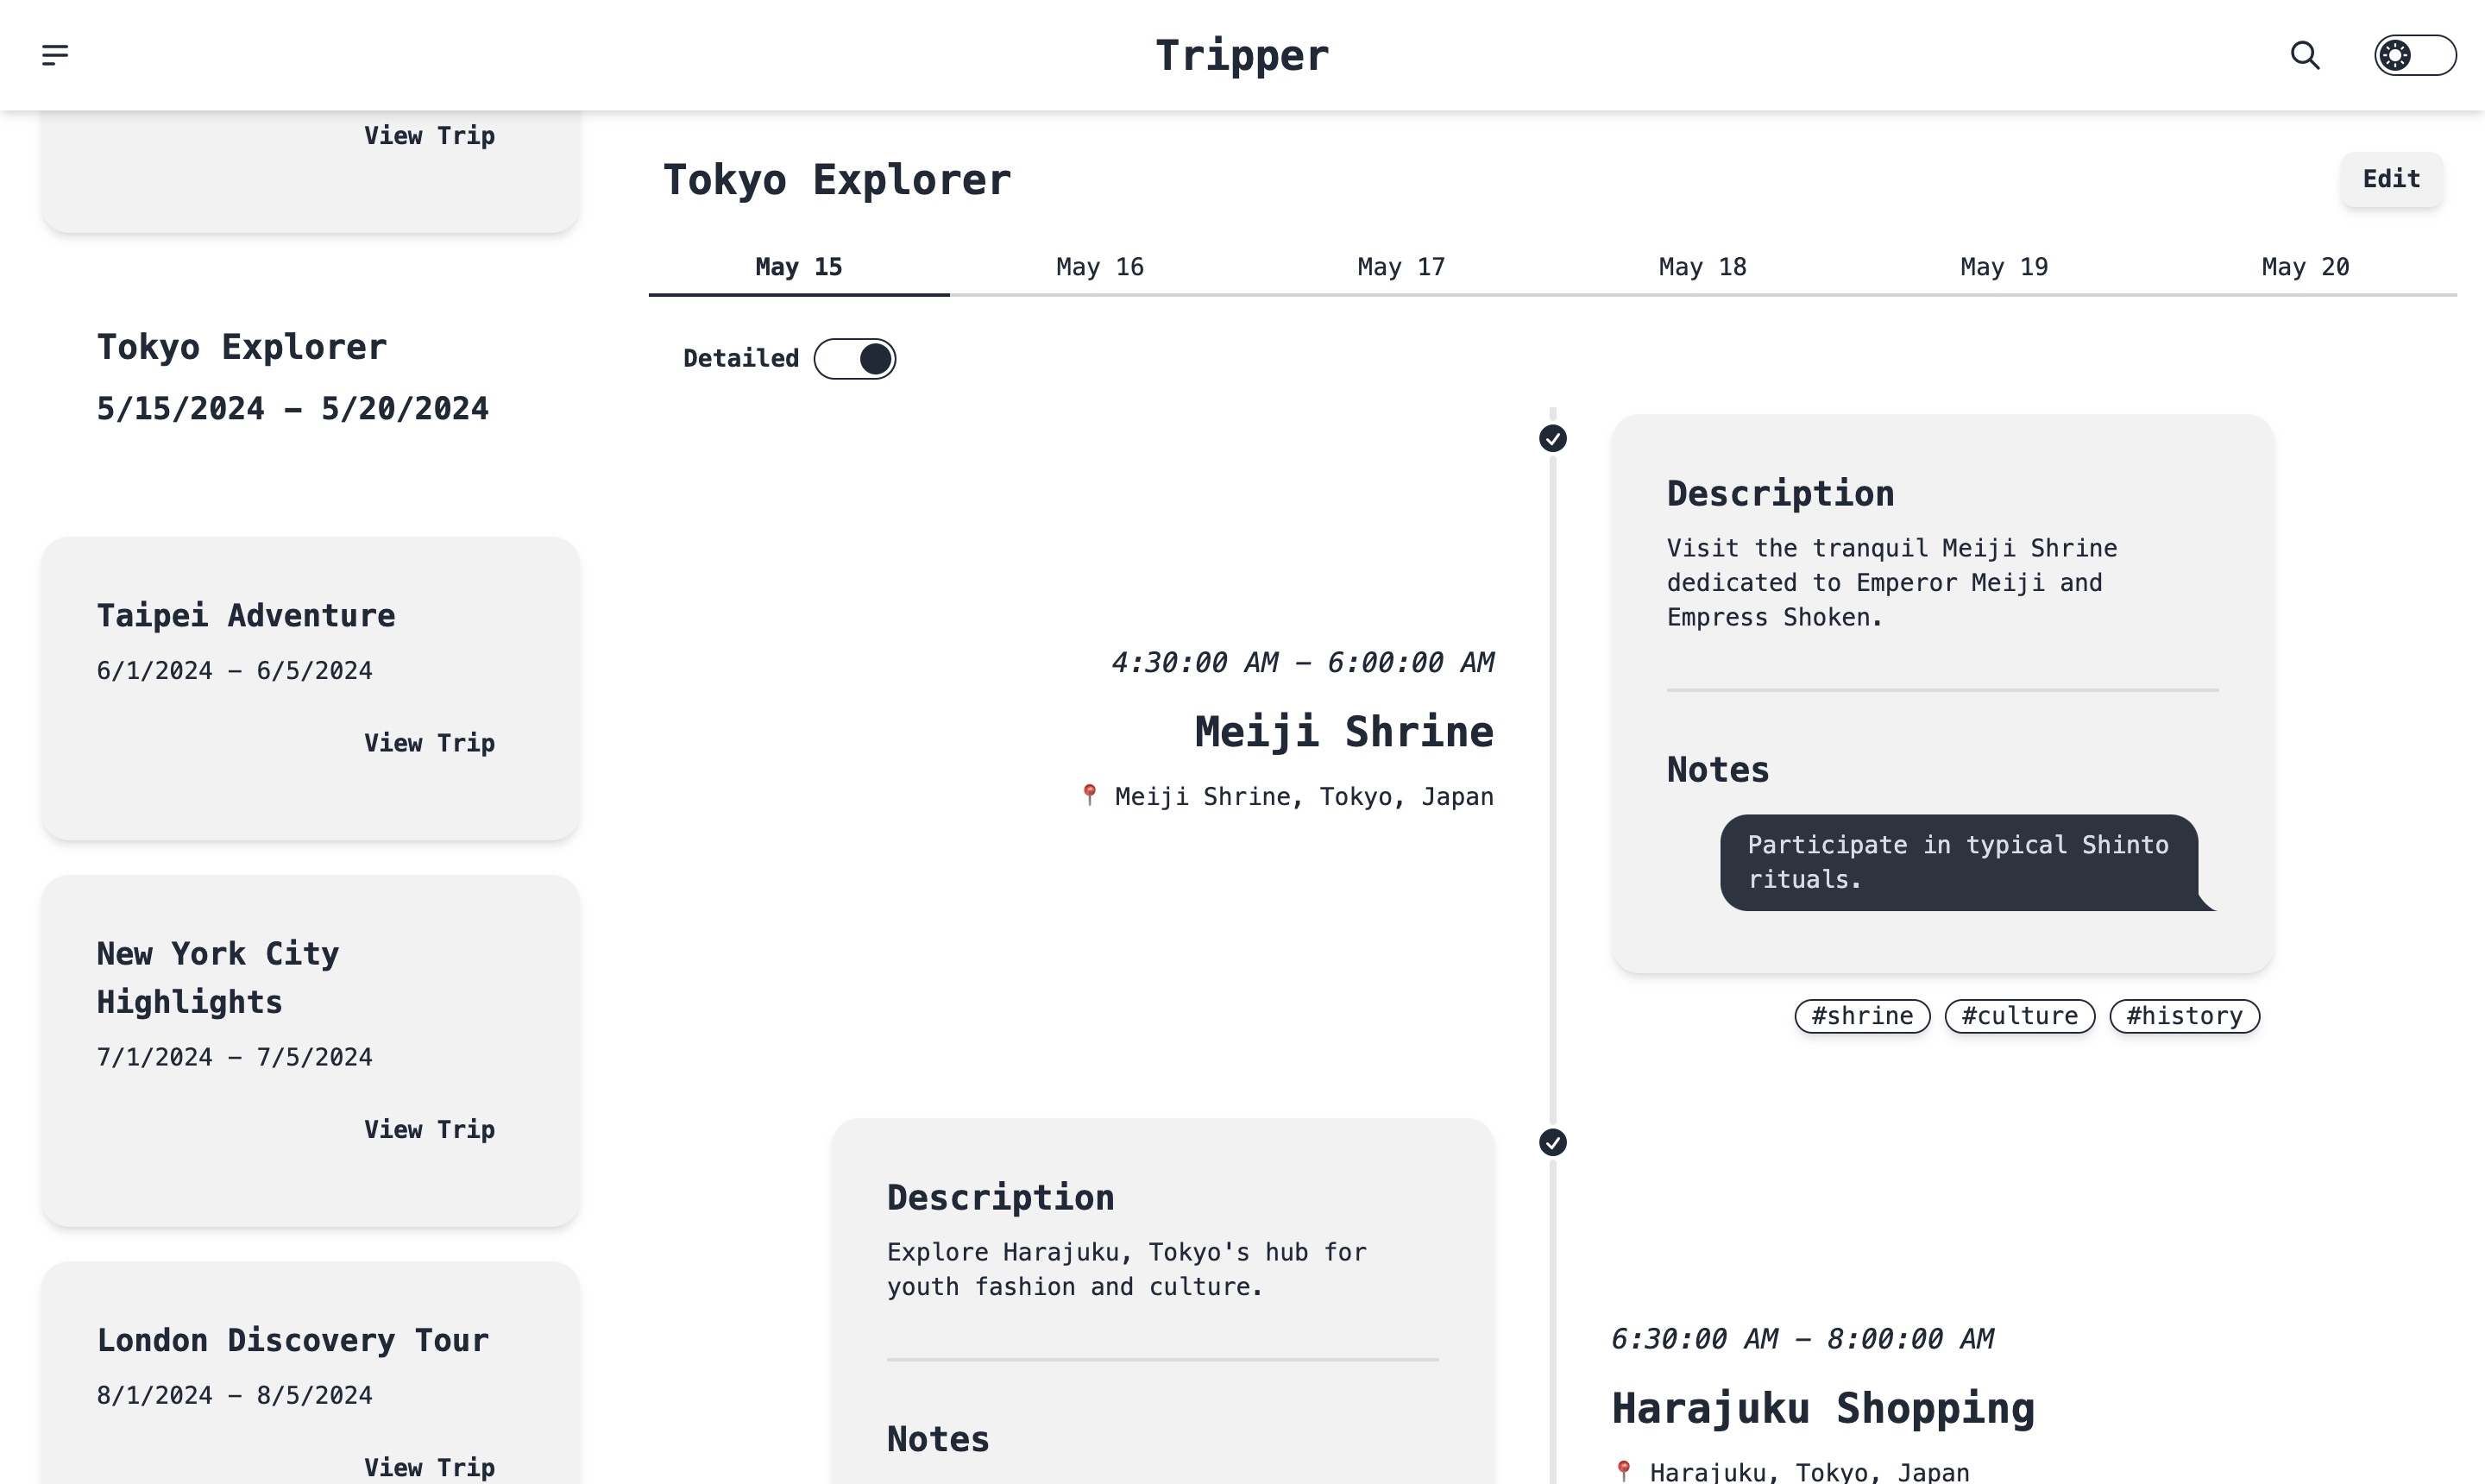 Tripper
View Trip
Tokyo Explorer
5/15/2024 – 5/20/2024
Taipei Adventure
6/1/2024 – 6/5/2024
View Trip
New York City
Highlights
7/1/2024 – 7/5/2024
View Trip
London Discovery Tour
8/1/2024 – 8/5/2024
View Trip
Tokyo Explorer
Edit
May 15
May 16
May 17
May 18
May 19
May 20
Detailed
4:30:00 AM – 6:00:00 AM
Meiji Shrine
Meiji Shrine, Tokyo, Japan
Description
Visit the tranquil Meiji Shrine
dedicated to Emperor Meiji and
Empress Shoken.
Notes
Participate in typical Shinto
rituals.
#shrine
#culture
#history
Description
Explore Harajuku, Tokyo's hub for
youth fashion and culture.
Notes
6:30:00 AM – 8:00:00 AM
Harajuku Shopping
Harajuku, Tokyo, Japan